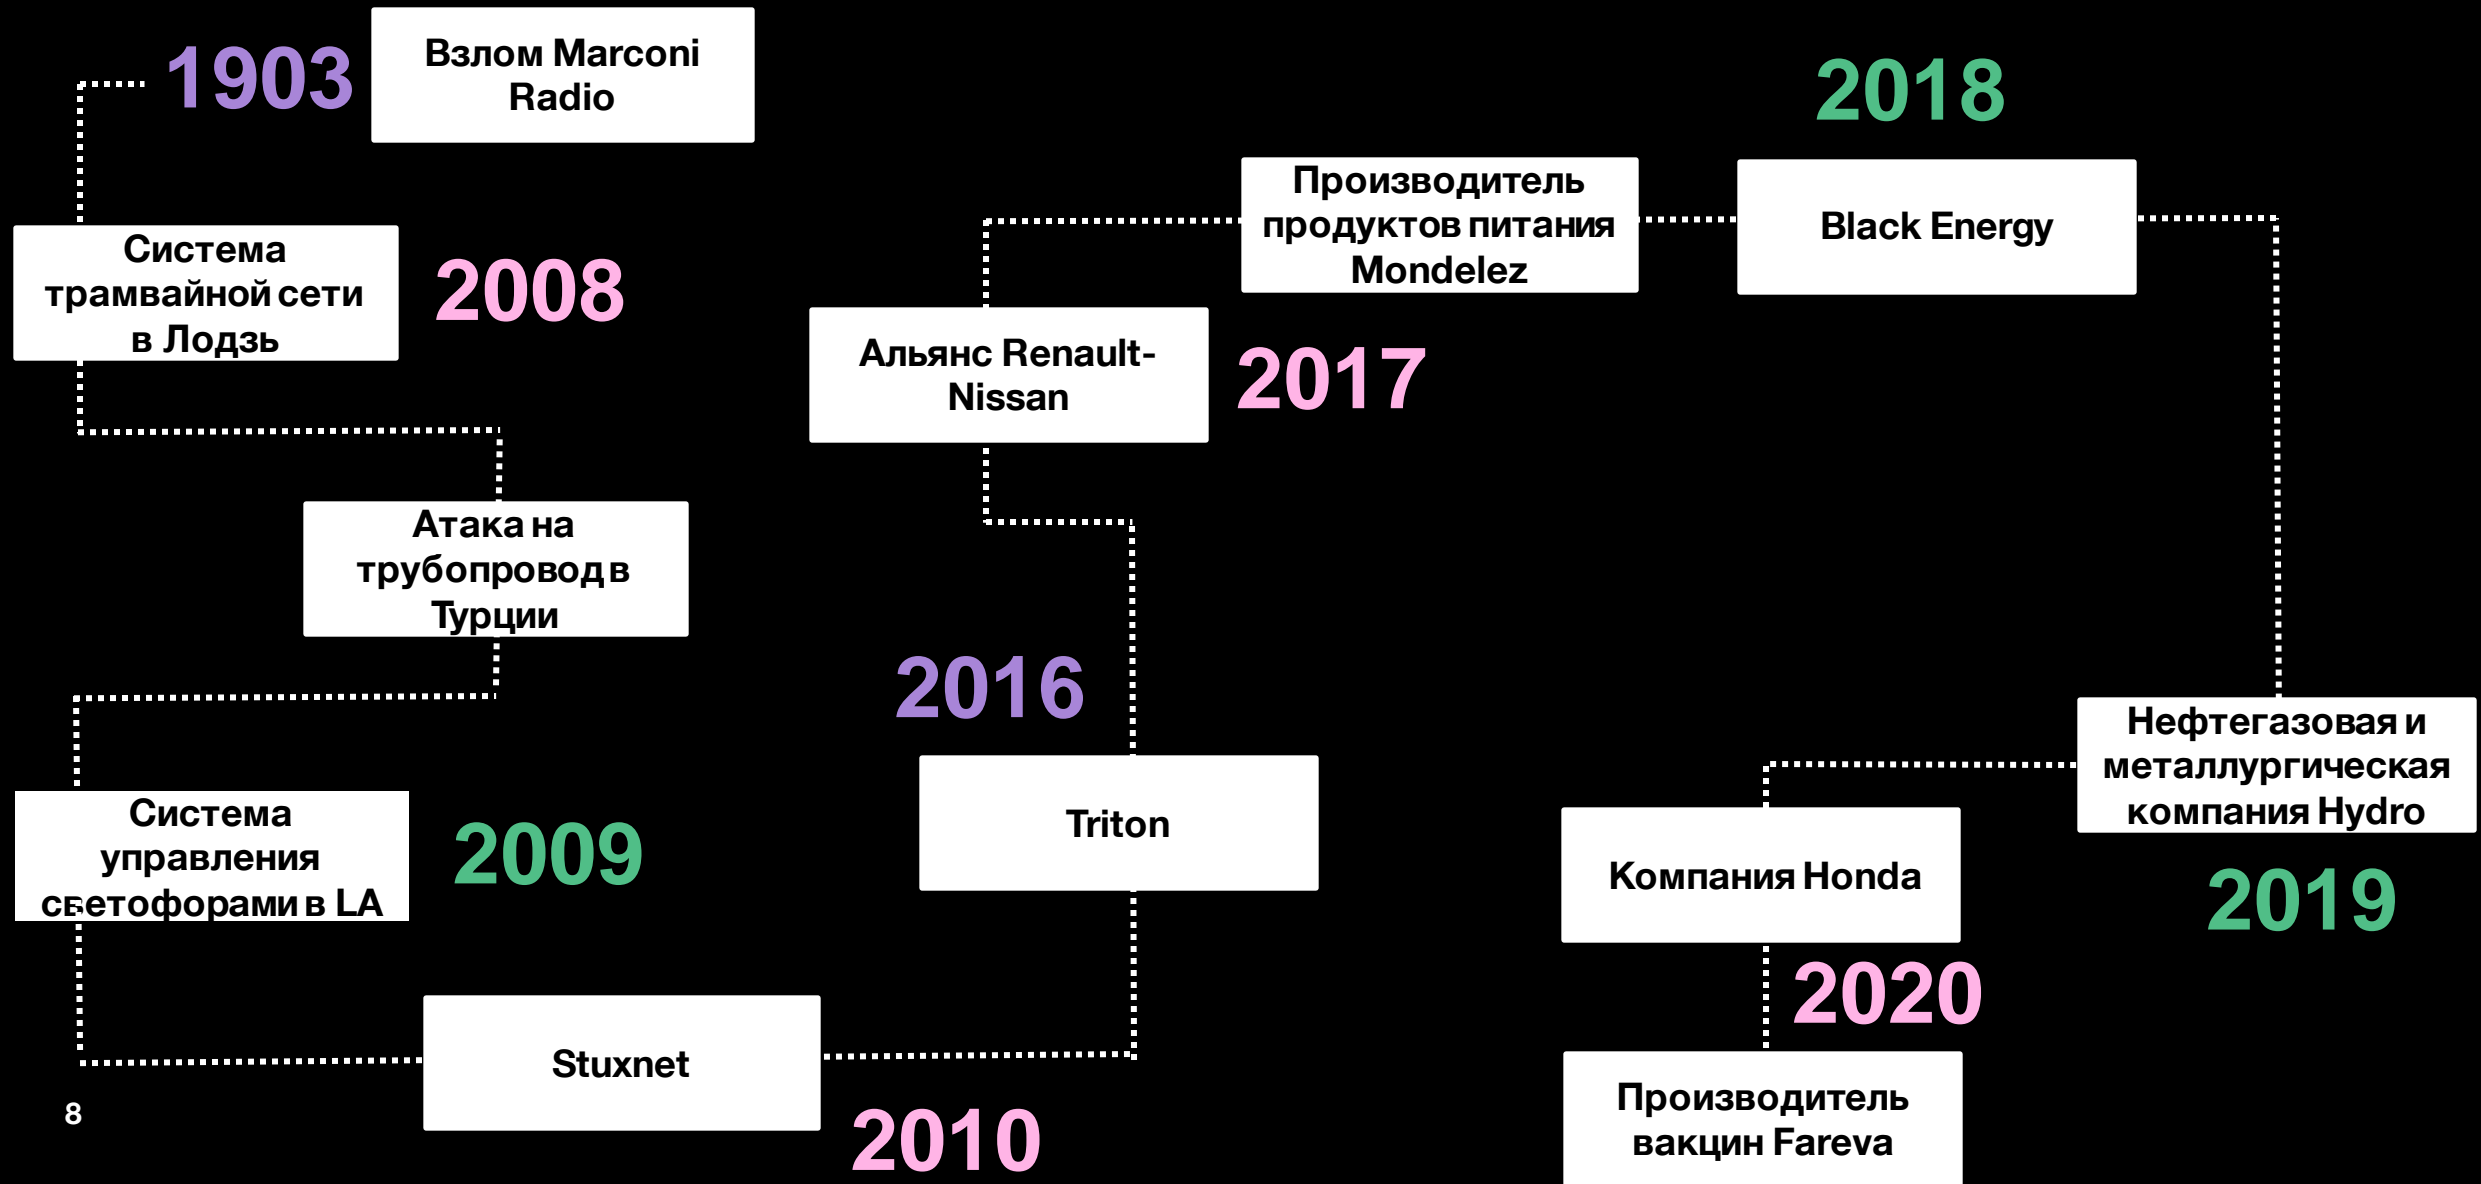 1903
Взлом Marconi
Radio
Система
трамвайной сети
в Лодзь
2008
Атака на
трубопровод в
Турции
Система
управления
светофорами в LA
2009
Stuxnet
2010
2016
Triton
Альянс Renault-
Nissan
2017
Производитель
продуктов питания
Mondelez
2018
Black Energy
Нефтегазовая и
металлургическая
компания Hydro
2019
Компания Honda
2020
Производитель
вакцин Fareva
8